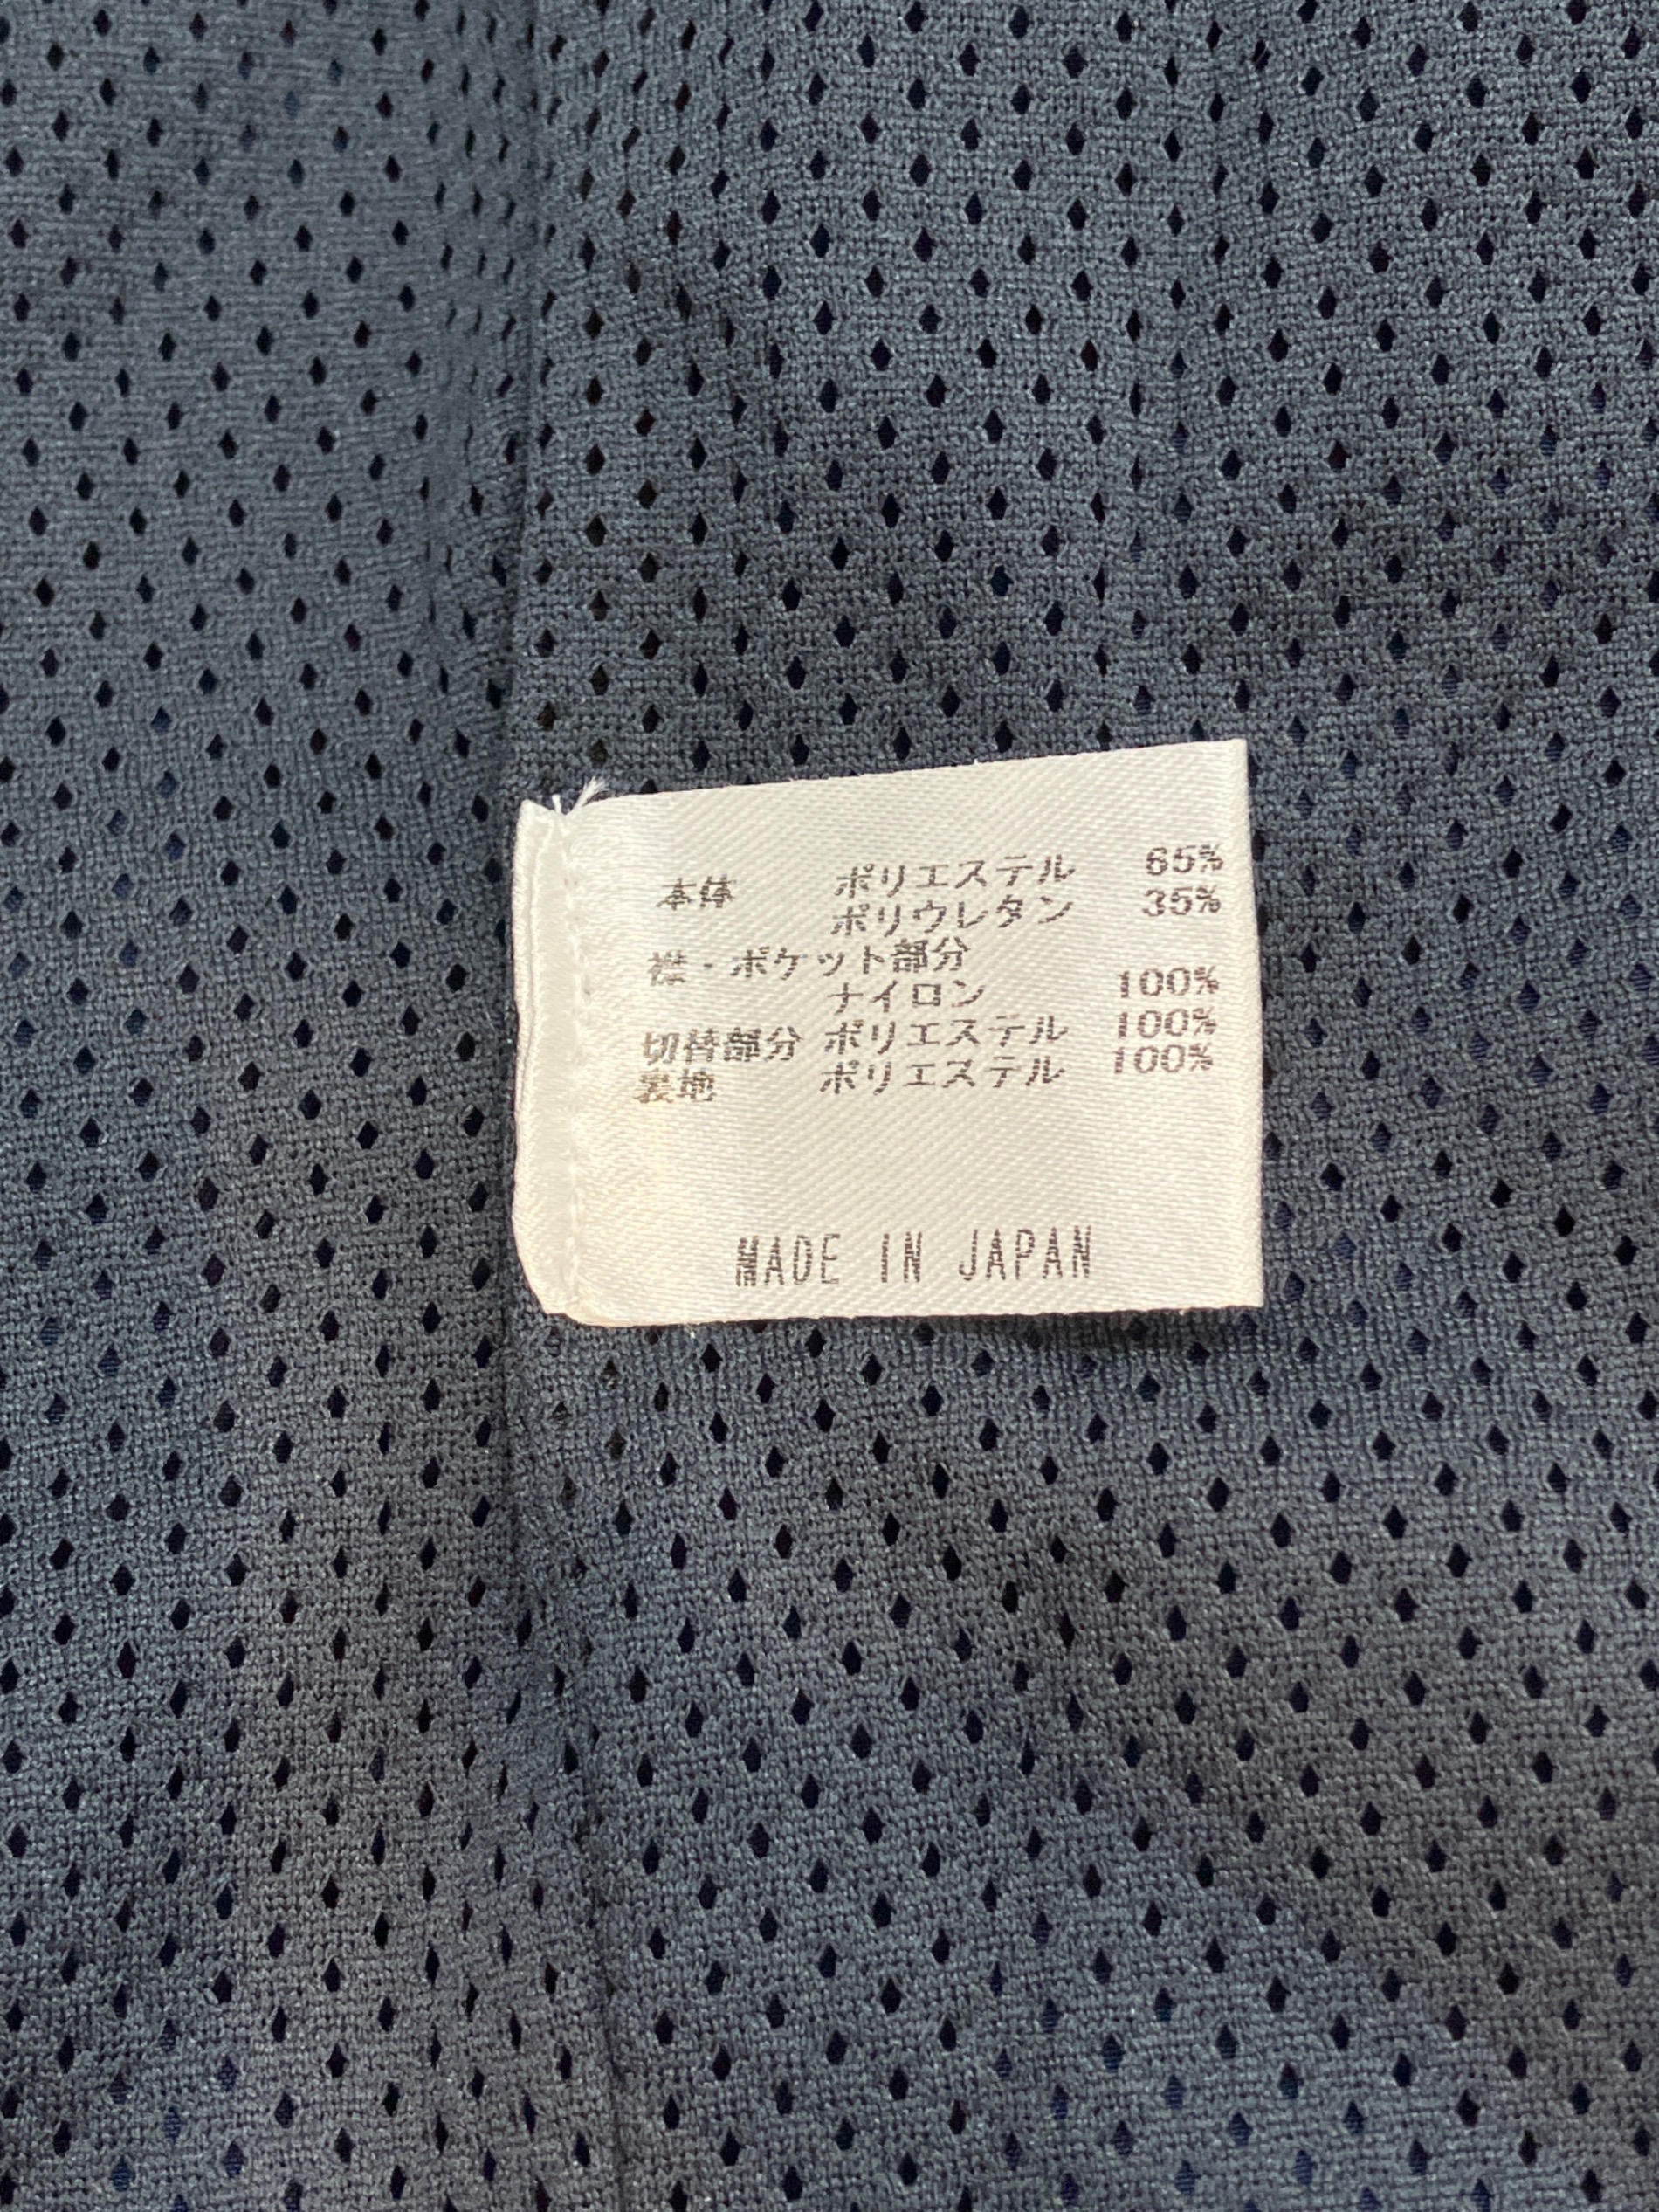 本体 ポリエステル 65%
ポリウレタン 35%
襟・ポケット部分
ナイロン 100%
切替部分 ポリエステル 100%
裏地 ポリエステル 100%
MADE IN JAPAN